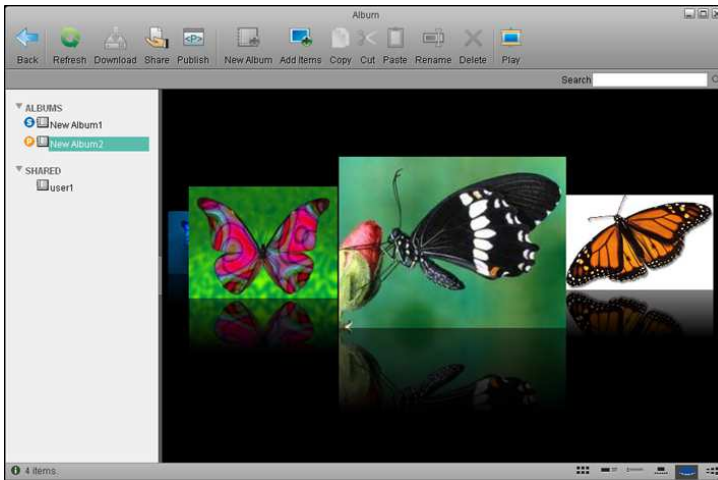 Album
Back Refresh Download Share Publish New Album Add Items Copy Cut Paste Rename Delete Play
<P>
Search
ALBUMS
S New Album1
P New Album2
SHARED
user1
4 items.